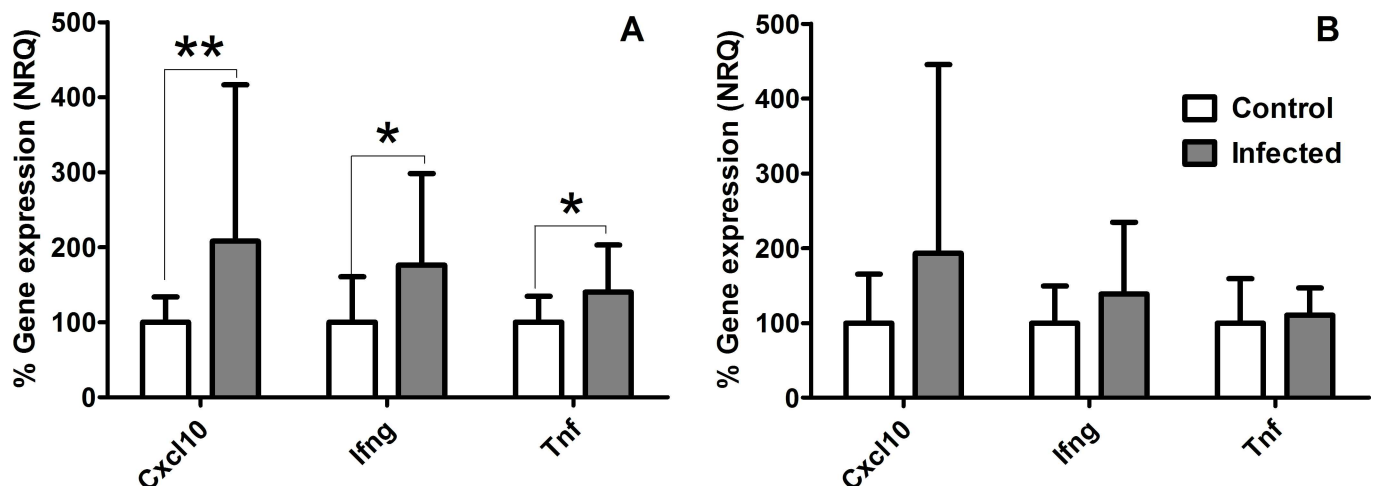 A
% Gene expression (NRQ)
500
400
300
200
100
0
**
*
*
Cxcl10
Ifng
Tnf
B
% Gene expression (NRQ)
500
400
300
200
100
0
Control
Infected
Cxcl10
Ifng
Tnf